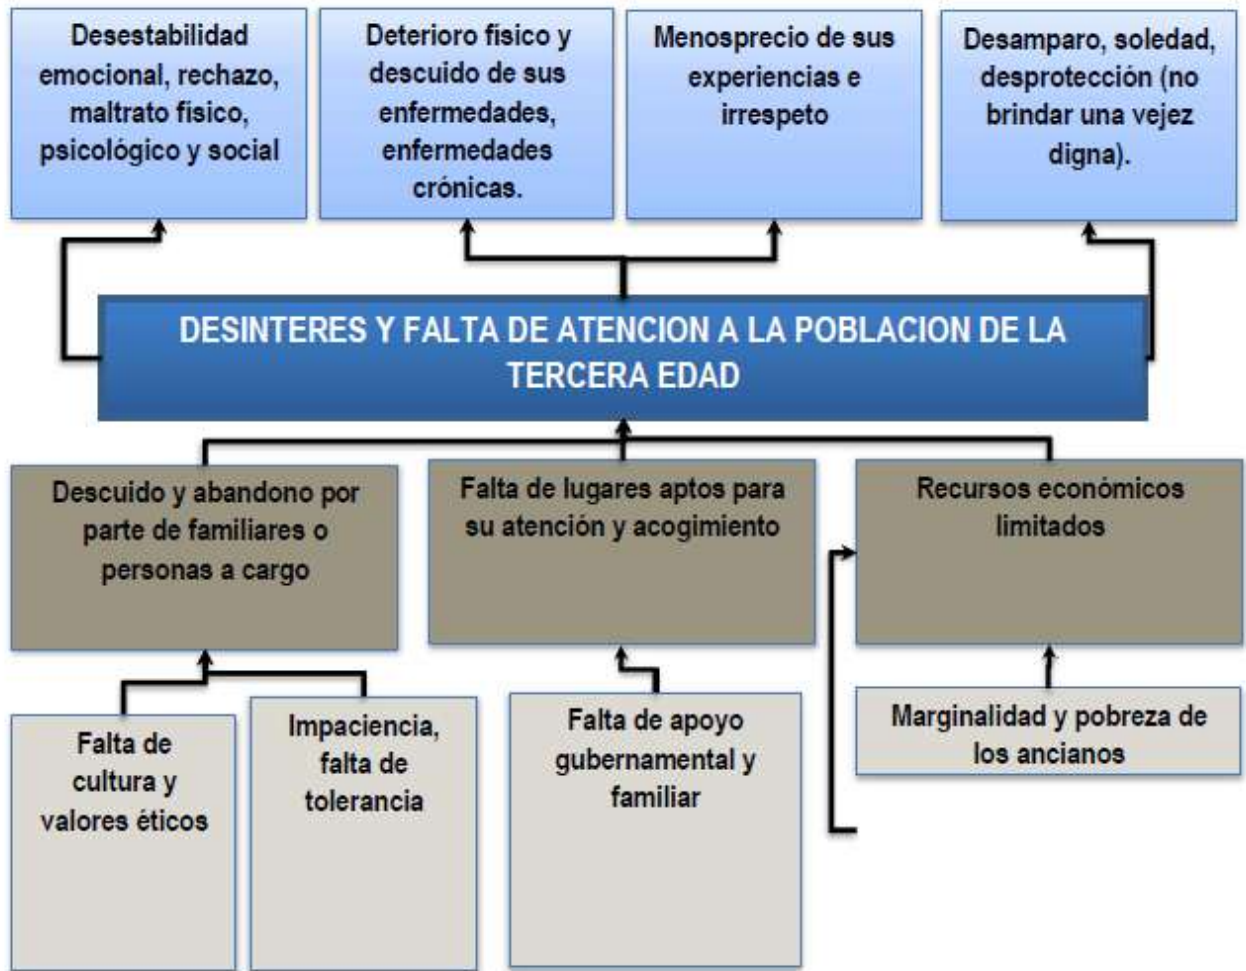 Desestabilidad
emocional, rechazo,
maltrato físico,
psicológico y social
Deterioro físico y
descuido de sus
enfermedades,
enfermedades
crónicas.
Menosprecio de sus
experiencias e
irrespeto
Desamparo, soledad,
desprotección (no
brindar una vejez
digna).
DESINTERES Y FALTA DE ATENCION A LA POBLACION DE LA
TERCERA EDAD
Descuido y abandono por
parte de familiares o
personas a cargo
Falta de lugares aptos para
su atención y acogimiento
Recursos económicos
limitados
Falta de
cultura y
valores éticos
Impaciencia,
falta de
tolerancia
Falta de apoyo
gubernamental y
familiar
Marginalidad y pobreza de
los ancianos